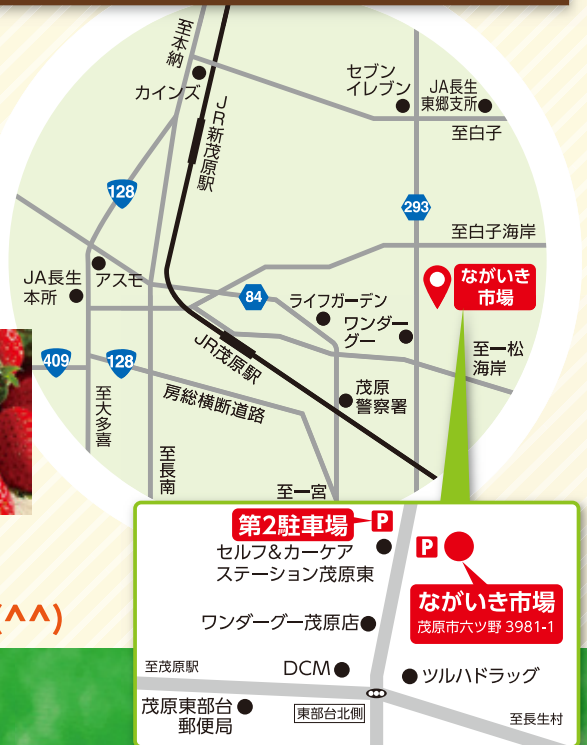 至本納
カインズ
JR新茂原駅
セブン
イレブン
JA長生
東郷支所
至白子
128
293
至白子海岸
JA長生
本所
アスモ
84
ライフガーデン
ワンダー
グー
ながいき
市場
409
128
JR茂原駅
至一松
海岸
至大多喜
房総横断道路
茂原
警察署
至長南
至一宮
第2駐車場
P
セルフ&カーケア
ステーション茂原東
P
ながいき市場
茂原市六ツ野 3981-1
ワンダーグー茂原店
至茂原駅
DCM
ツルハドラッグ
茂原東部台
郵便局
東部台北側
至長生村
(^^)